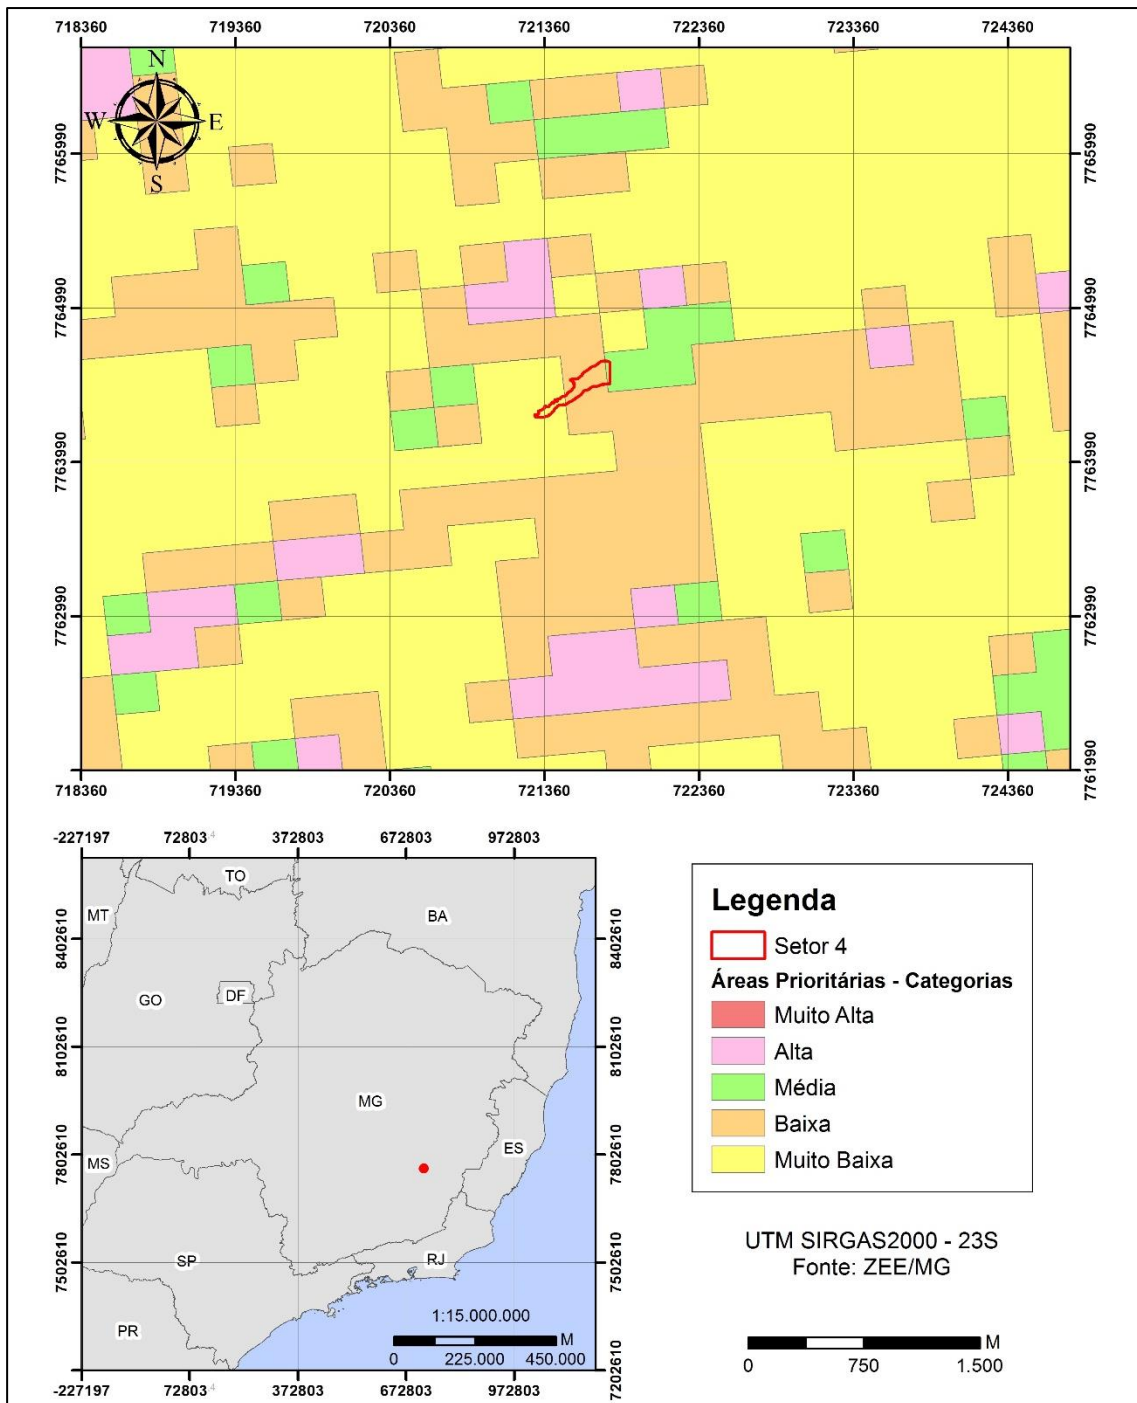 718360 719360 720360 721360 722360 723360 724360
N
W E
S
7765990 7765990
7764990 7764990
7763990 7763990
7762990 7762990
7761990
718360 719360 720360 721360 722360 723360 724360
-227197 72803 4 372803 672803 972803
TO
MT
BA
8402610 8402610
GO
DF
8102610 8102610
MG
ES
7802610 7802610
MS
SP
RJ
7502610 7502610
PR
1:15.000.000
M
0 225.000 450.000
7202610
-227197 72803 4 372803 672803 972803
Legenda
Setor 4
Áreas Prioritárias - Categorias
Muito Alta
Alta
Média
Baixa
Muito Baixa
UTM SIRGAS2000 - 23S
Fonte: ZEE/MG
M
0 750 1.500